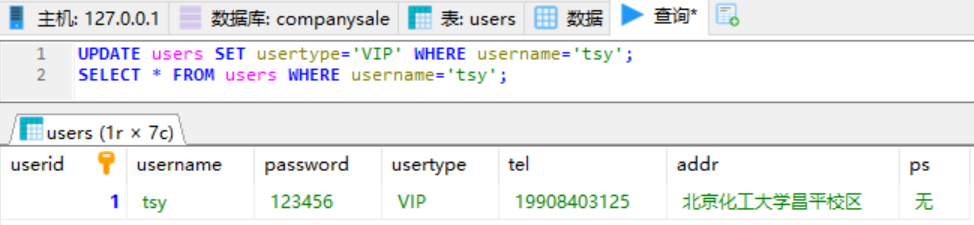 主机: 127.0.0.1 数据库: companysale 表: users 数据 查询*
1 UPDATE users SET usertype='VIP' WHERE username='tsy';
2 SELECT * FROM users WHERE username='tsy';
users (1r × 7c)
userid username password usertype tel addr ps
1 tsy 123456 VIP 19908403125 北京化工大学昌平校区 无